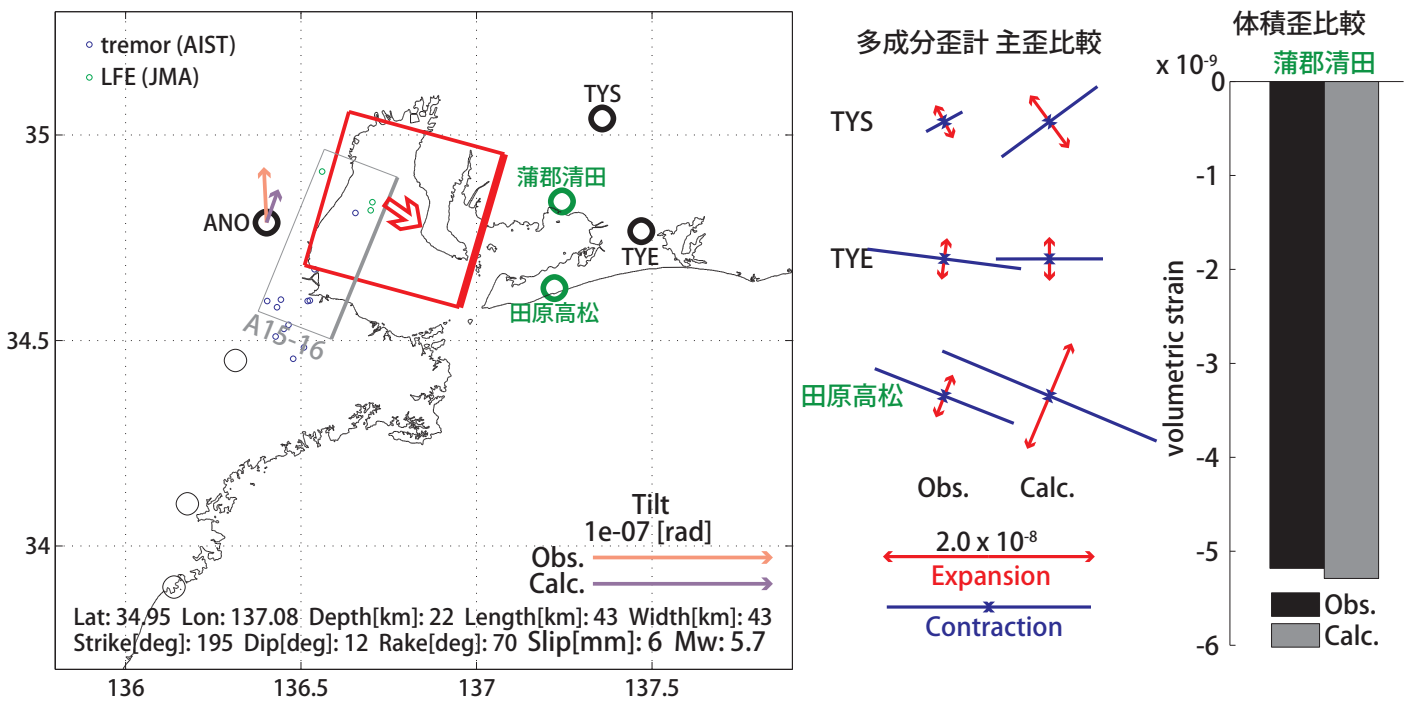 tremor (AIST)
LFE (JMA)
TYS
蒲郡清田
ANO
TYE
田原高松
A15-16
35
34.5
34
136
136.5
137
137.5
Tilt
1e-07 [rad]
Obs.
Calc.
Lat: 34.95 Lon: 137.08 Depth[km]: 22 Length[km]: 43 Width[km]: 43
Strike[deg]: 195 Dip[deg]: 12 Rake[deg]: 70 Slip[mm]: 6 Mw: 5.7
多成分歪計 主歪比較
TYS
TYE
田原高松
Obs. Calc.
2.0 x 10⁻⁸
Expansion
Contraction
体積歪比較
蒲郡清田
x 10⁻⁹
0
-1
-2
-3
-4
-5
-6
volumetric strain
Obs.
Calc.